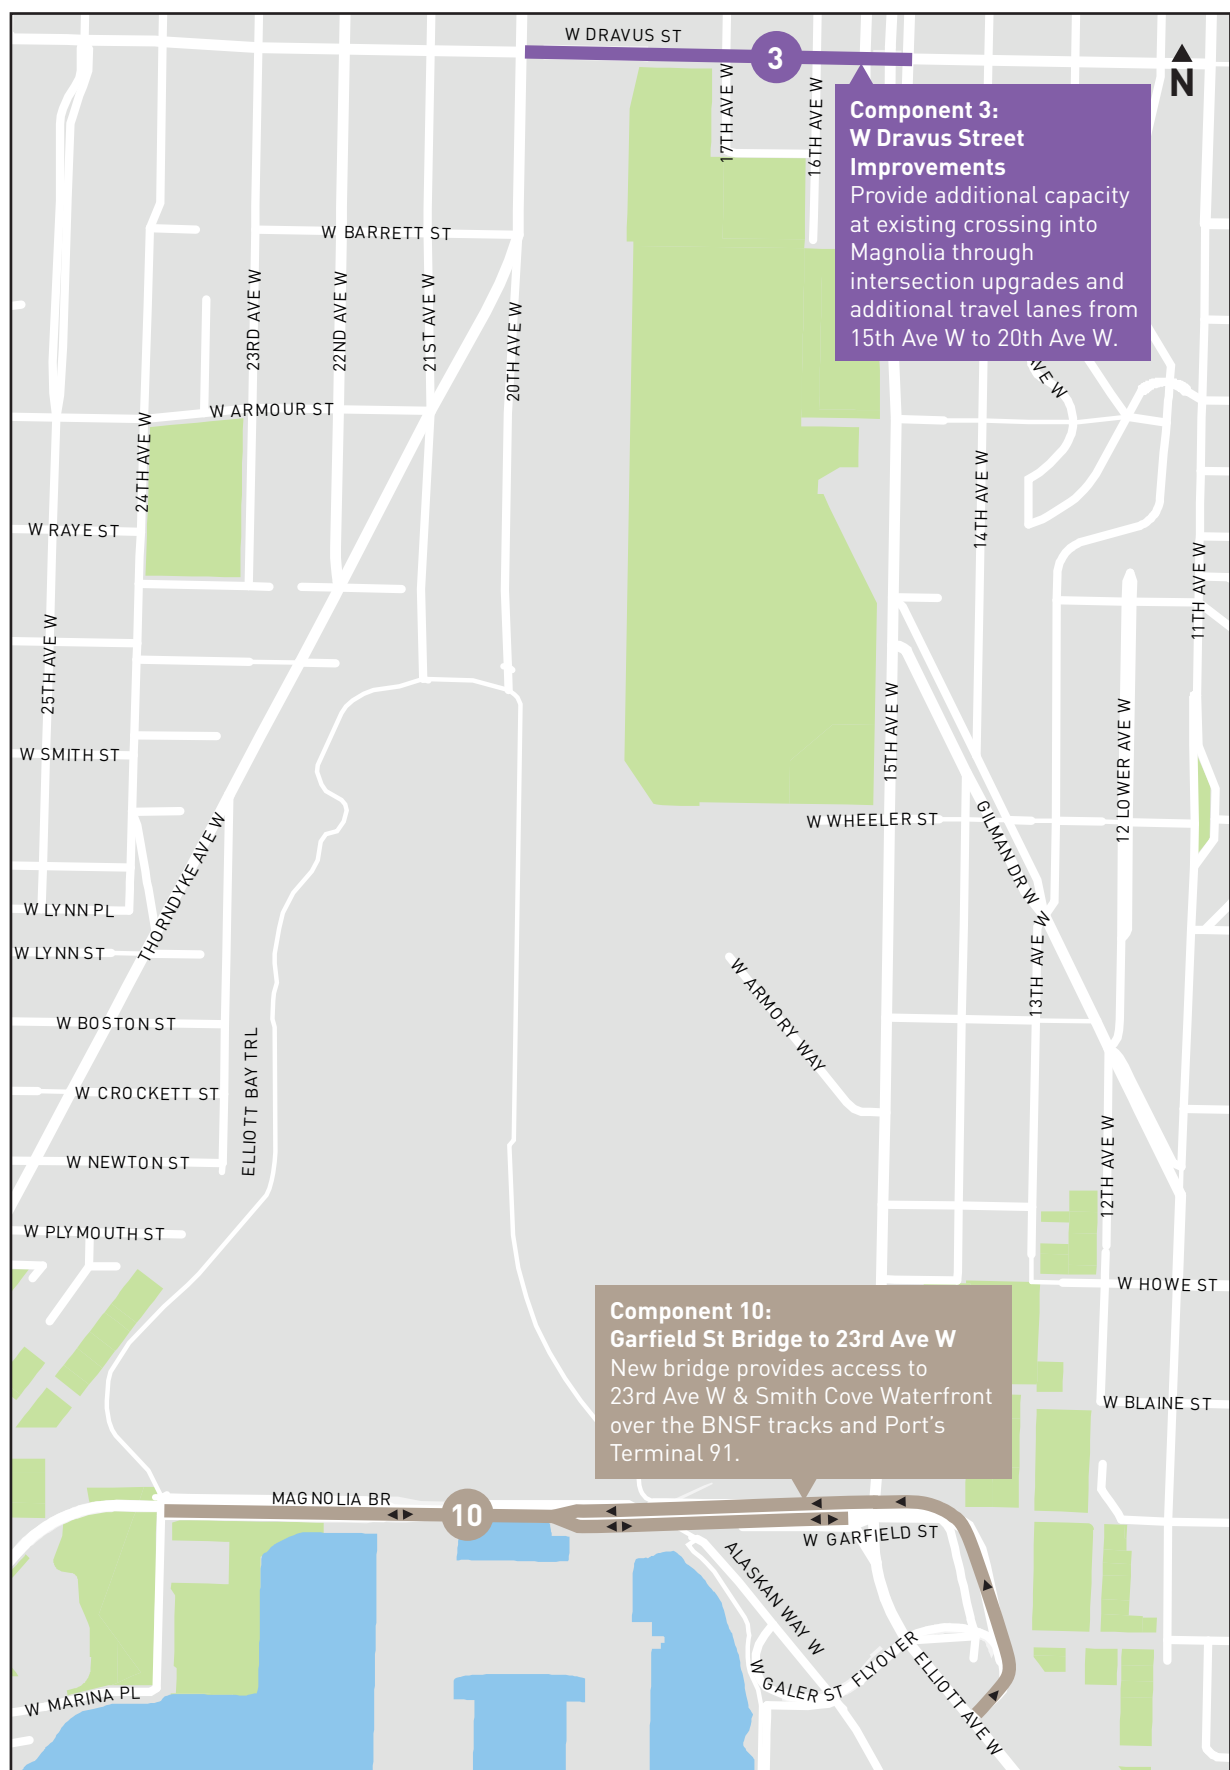 W DRAVUS ST
3
N
17TH AVE W
16TH AVE W
Component 3:
W Dravus Street
Improvements
Provide additional capacity
at existing crossing into
Magnolia through
intersection upgrades and
additional travel lanes from
15th Ave W to 20th Ave W.
W BARRETT ST
23RD AVE W
22ND AVE W
21ST AVE W
20TH AVE W
AVE W
W ARMOUR ST
24TH AVE W
14TH AVE W
W RAYE ST
11TH AVE W
25TH AVE W
15TH AVE W
12 LOWER AVE W
W SMITH ST
W WHEELER ST
GILMAN DR W
THORNDYKE AVE W
W LYNN PL
W LYNN ST
13TH AVE W
W ARMORY WAY
W BOSTON ST
ELLIOTT BAY TRL
W CROCKETT ST
12TH AVE W
W NEWTON ST
W PLYMOUTH ST
W HOWE ST
Component 10:
Garfield St Bridge to 23rd Ave W
New bridge provides access to
23rd Ave W & Smith Cove Waterfront
over the BNSF tracks and Port's
Terminal 91.
W BLAINE ST
MAGNOLIA BR
10
W GARFIELD ST
ALASKAN WAY W
W GALER ST FLYOVER
ELLIOTT AVE W
W MARINA PL